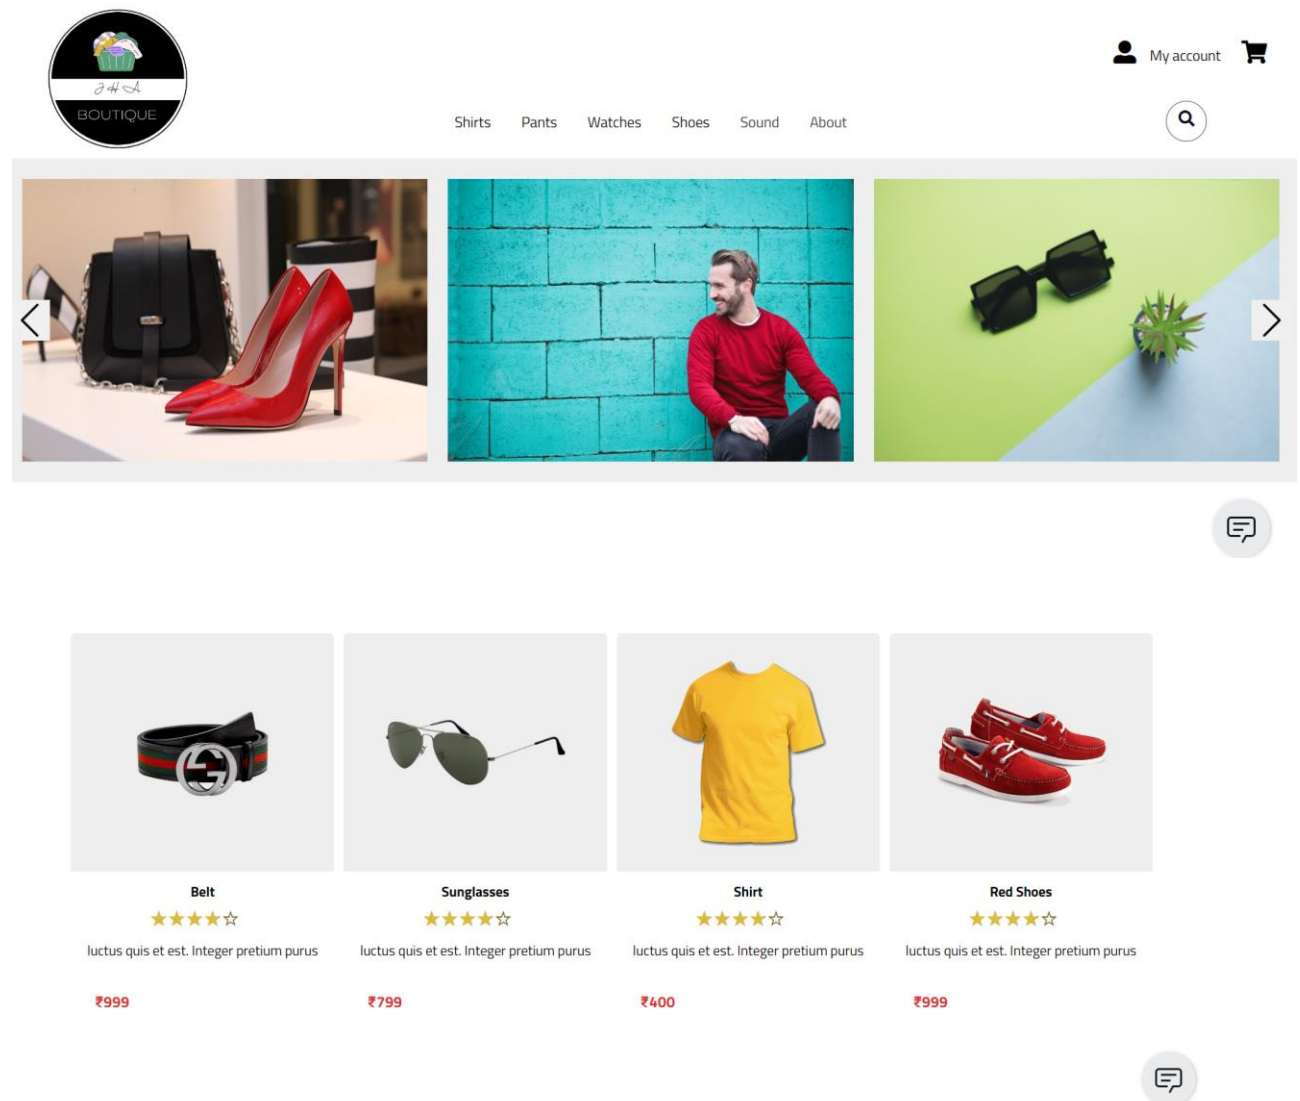 JHA
BOUTIQUE
My account
Shirts Pants Watches Shoes Sound About
Belt Sunglasses Shirt Red Shoes
luctus quis et est. Integer pretium purus luctus quis et est. Integer pretium purus luctus quis et est. Integer pretium purus luctus quis et est. Integer pretium purus
₹999 ₹799 ₹400 ₹999